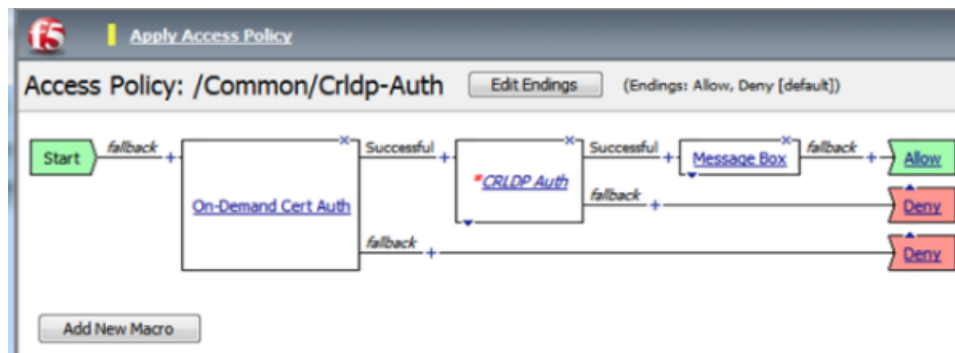 f5 Apply Access Policy
Access Policy: /Common/Crldp-Auth Edit Endings (Endings: Allow, Deny [default])
Start fallback + On-Demand Cert Auth Successful + *CRLDP Auth Successful + Message Box fallback + Allow
fallback + Deny
fallback + Deny
Add New Macro